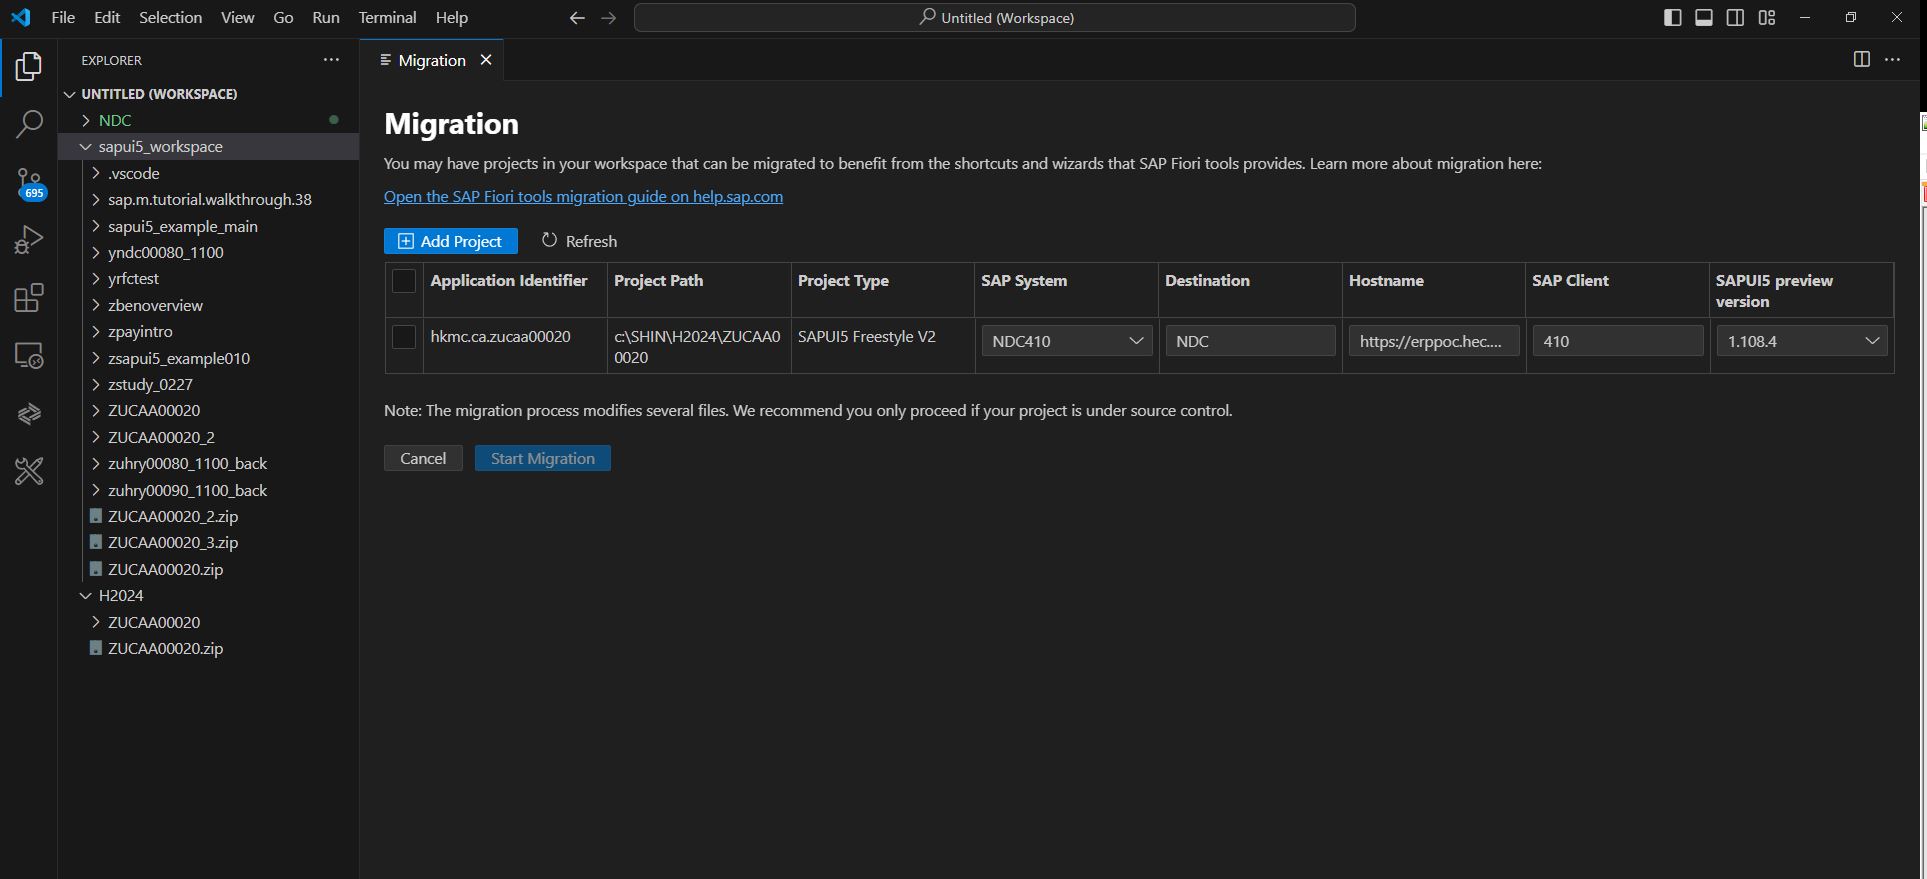 File Edit Selection View Go Run Terminal Help
Untitled (Workspace)
EXPLORER
Migration
UNTITLED (WORKSPACE)
NDC
sapui5_workspace
.vscode
sap.m.tutorial.walkthrough.38
sapui5_example_main
yndc00080_1100
yrfctest
zbenoverview
zpayintro
zsapui5_example010
zstudy_0227
ZUCAA00020
ZUCAA00020_2
zuhry00080_1100_back
zuhry00090_1100_back
ZUCAA00020_2.zip
ZUCAA00020_3.zip
ZUCAA00020.zip
H2024
ZUCAA00020
ZUCAA00020.zip
695
Migration
You may have projects in your workspace that can be migrated to benefit from the shortcuts and wizards that SAP Fiori tools provides. Learn more about migration here:
Open the SAP Fiori tools migration guide on help.sap.com
Add Project Refresh
Application Identifier Project Path Project Type SAP System Destination Hostname SAP Client SAPUI5 preview
version
hkmc.ca.zucaa00020 c:\SHIN\H2024\ZUCAA0 SAPUI5 Freestyle V2 NDC410 NDC https://erppoc.hec.... 410 1.108.4
0020
Note: The migration process modifies several files. We recommend you only proceed if your project is under source control.
Cancel Start Migration